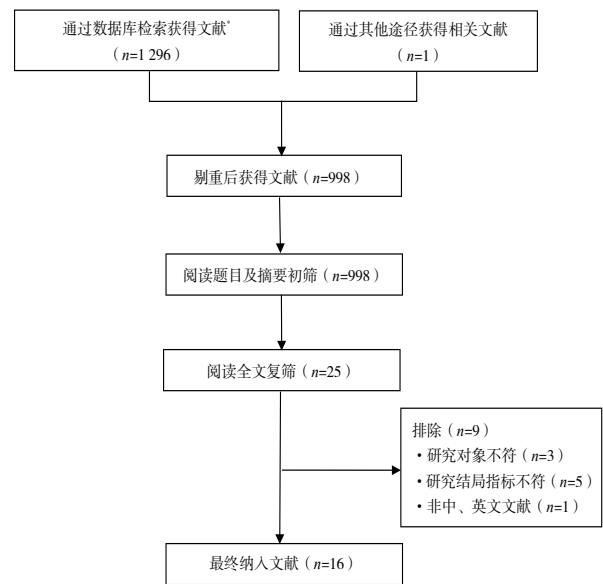 通过数据库检索获得文献*
（n=1 296）
通过其他途径获得相关文献
（n=1）
剔重后获得文献（n=998）
阅读题目及摘要初筛（n=998）
阅读全文复筛（n=25）
排除（n=9）
・研究对象不符（n=3）
・研究结局指标不符（n=5）
・非中、英文文献（n=1）
最终纳入文献（n=16）